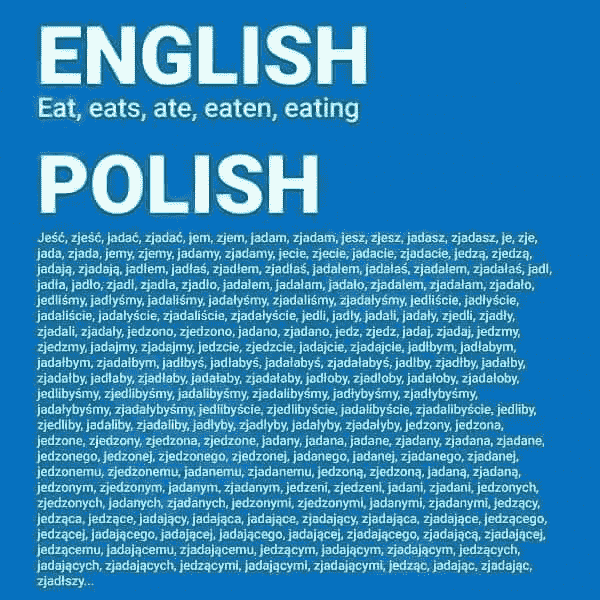 ENGLISH
Eat, eats, ate, eaten, eating
POLISH
Jeść, zjeść, jadać, zjadać, jem, zjem, jadam, zjadam, jesz, zjesz, jadasz, zjadasz, je, zje,
jada, zjada, jemy, zjemy, jadamy, zjadamy, jecie, zjecie, jadacie, zjadacie, jedzą, zjedzą,
jadają, zjadają, jadłem, jadłaś, zjadłem, zjadłaś, jadałem, jadałaś, zjadałem, zjadałaś, jadł,
jadła, jadło, zjadł, zjadła, zjadło, jadałem, jadałam, jadało, zjadałem, zjadałam, zjadało,
jedliśmy, jadłyśmy, jadaliśmy, jadałyśmy, zjadaliśmy, zjadałyśmy, jedliście, jadłyście,
jadaliście, jadałyście, zjadaliście, zjadałyście, jedli, jadły, jadali, jadały, zjedli, zjadły,
zjadali, zjadały, jedzono, zjedzono, jadano, zjadano, jedz, zjedz, jadaj, zjadaj, jedzmy,
zjedzmy, jadajmy, zjadajmy, jedzcie, zjedzcie, jadajcie, zjadajcie, jadłbym, jadłabym,
jadałbym, zjadałbym, jadłbyś, jadłabyś, jadałabyś, zjadałabyś, jadłby, zjadłby, jadałby,
zjadałby, jadłaby, zjadłaby, jadałaby, zjadałaby, jadłoby, zjadłoby, jadałoby, zjadałoby,
jedlibyśmy, zjedlibyśmy, jadalibyśmy, zjadalibyśmy, jadłybyśmy, zjadłybyśmy,
jadałybyśmy, zjadałybyśmy, jedlibyście, zjedlibyście, jadalibyście, zjadalibyście, jedliby,
zjedliby, jadaliby, zjadaliby, jadłyby, zjadłyby, jadałyby, zjadałyby, jedzony, jedzona,
jedzone, zjedzony, zjedzona, zjedzone, jadany, jadana, jadane, zjadany, zjadana, zjadane,
jedzonego, jedzonej, zjedzonego, zjedzonej, jadanego, jadanej, zjadanego, zjadanej,
jedzonemu, zjedzonemu, jadanemu, zjadanemu, jedzoną, zjedzoną, jadaną, zjadaną,
jedzonym, zjedzonym, jadanym, zjadanym, jedzeni, zjedzeni, jadani, zjadani, jedzonych,
zjedzonych, jadanych, zjadanych, jedzonymi, zjedzonymi, jadanymi, zjadanymi, jedzący,
jedząca, jedzące, jadający, jadająca, jadające, zjadający, zjadająca, zjadające, jedzącego,
jedzącej, jadającego, jadającej, jadającego, jadającej, zjadającego, zjadającą, zjadającej,
jedzącemu, jadającemu, zjadającemu, jedzącym, jadającym, zjadającym, jedzących,
jadających, zjadających, jedzącymi, jadającymi, zjadającymi, jedząc, jadając, zjadając,
zjadłszy...